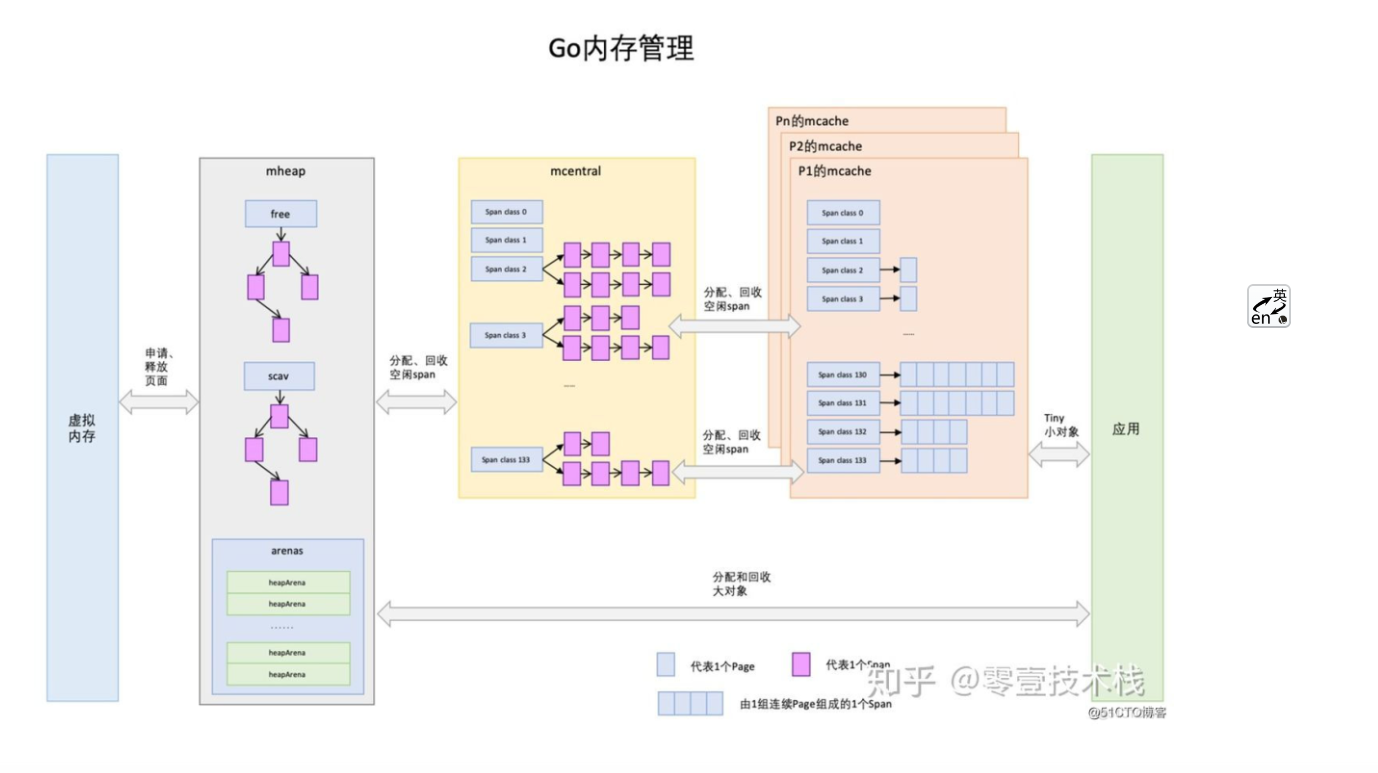 Go内存管理
Pn的mcache
P2的mcache
P1的mcache
mheap
free
scav
arenas
heapArena
heapArena
......
heapArena
heapArena
mcentral
Span class 0
Span class 1
Span class 2
Span class 3
......
Span class 133
Span class 0
Span class 1
Span class 2
Span class 3
......
Span class 130
Span class 131
Span class 132
Span class 133
虚拟
内存
申请、
释放
页面
分配、回收
空闲span
分配、回收
空闲span
分配、回收
空闲span
Tiny
小对象
应用
分配和回收
大对象
代表1个Page
代表1个Span
由1组连续Page组成的1个Span
知乎 @零壹技术栈
@51CTO博客
英
en